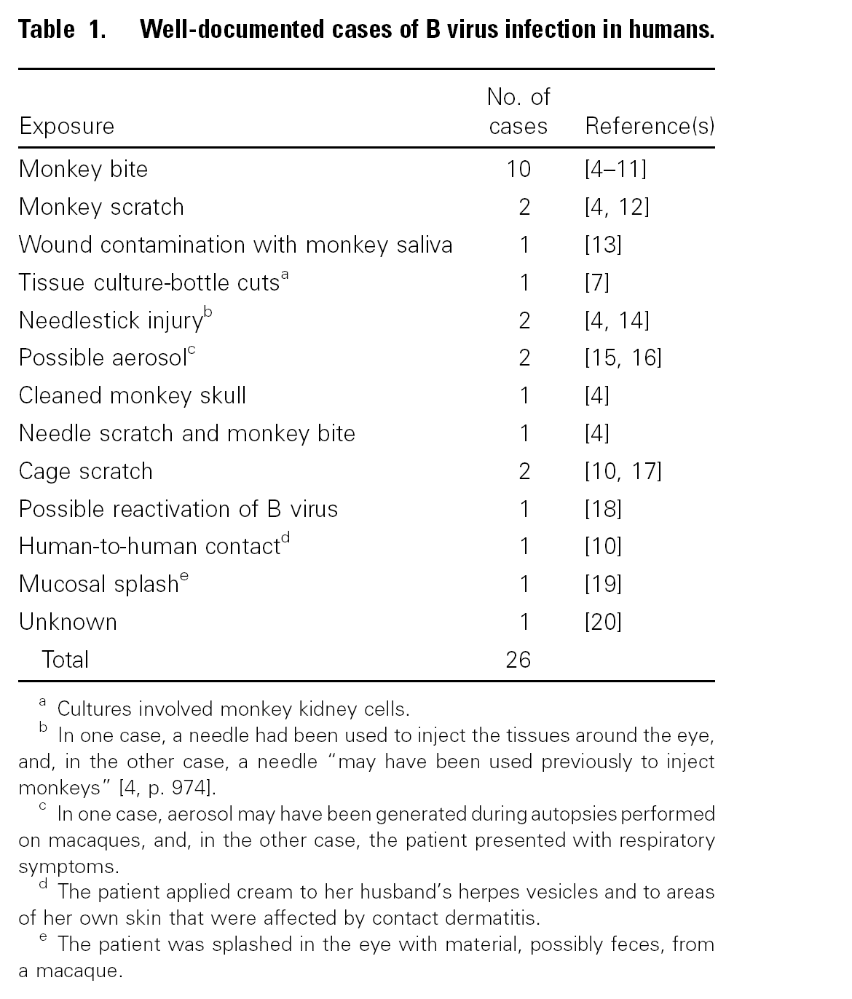 Table 1. Well-documented cases of B virus infection in humans.
No. of
Exposure cases Reference(s)
Monkey bite 10 [4–11]
Monkey scratch 2 [4, 12]
Wound contamination with monkey saliva 1 [13]
Tissue culture-bottle cutsᵃ 1 [7]
Needlestick injuryᵇ 2 [4, 14]
Possible aerosolᶜ 2 [15, 16]
Cleaned monkey skull 1 [4]
Needle scratch and monkey bite 1 [4]
Cage scratch 2 [10, 17]
Possible reactivation of B virus 1 [18]
Human-to-human contactᵈ 1 [10]
Mucosal splashᵉ 1 [19]
Unknown 1 [20]
Total 26
ᵃ Cultures involved monkey kidney cells.
ᵇ In one case, a needle had been used to inject the tissues around the eye,
and, in the other case, a needle “may have been used previously to inject
monkeys” [4, p. 974].
ᶜ In one case, aerosol may have been generated during autopsies performed
on macaques, and, in the other case, the patient presented with respiratory
symptoms.
ᵈ The patient applied cream to her husband’s herpes vesicles and to areas
of her own skin that were affected by contact dermatitis.
ᵉ The patient was splashed in the eye with material, possibly feces, from
a macaque.